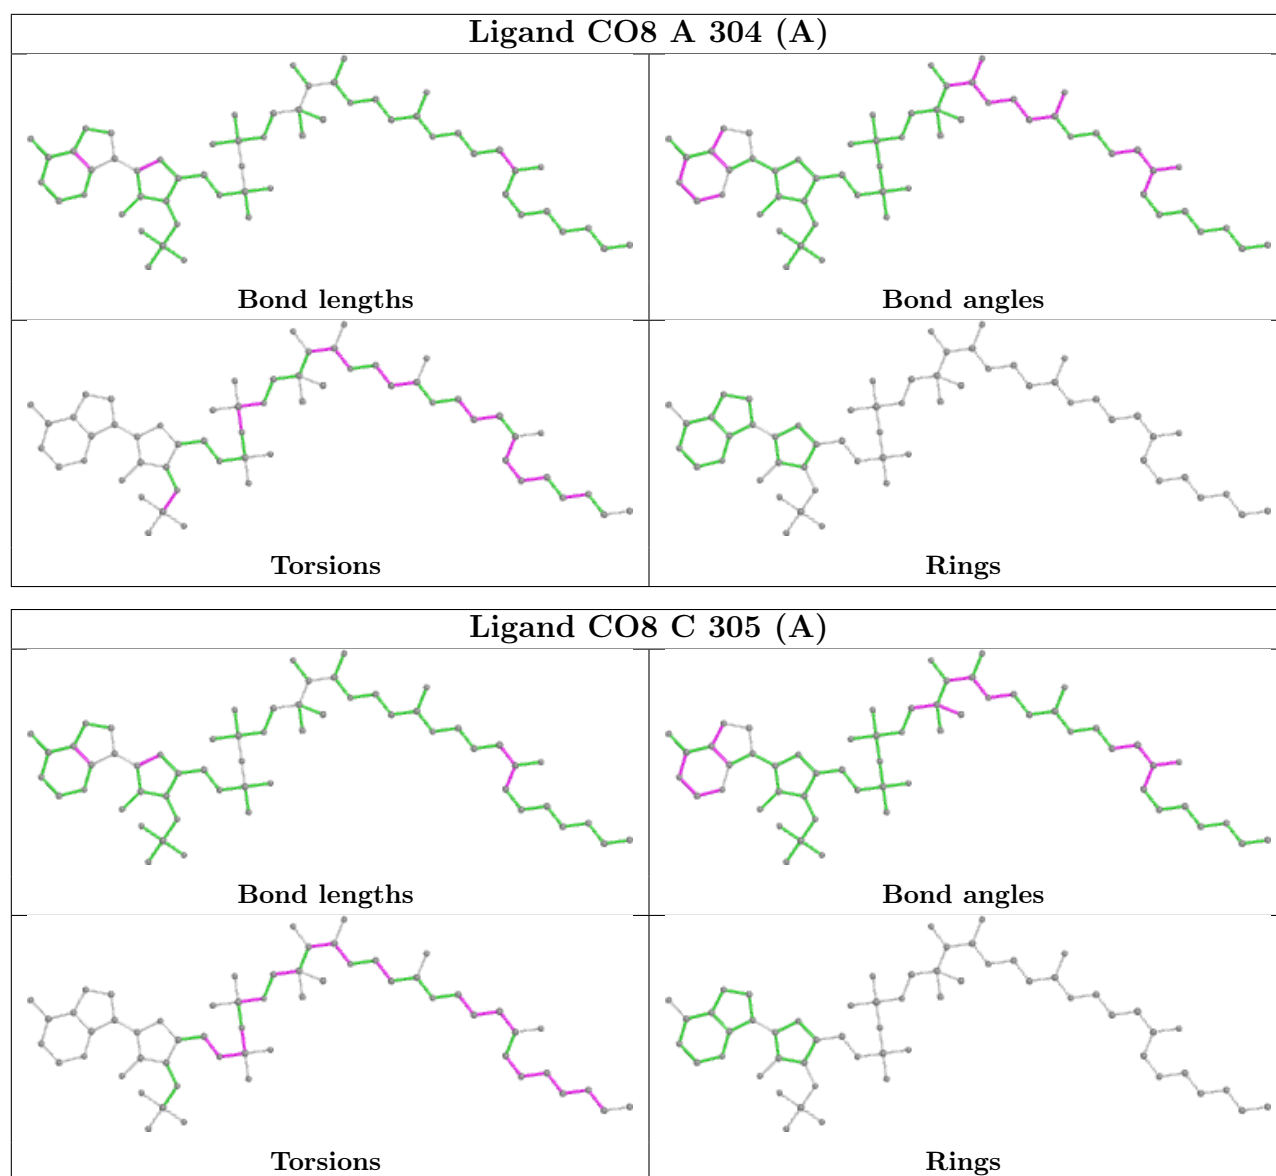 Ligand CO8 A 304 (A)
Bond lengths
Bond angles
Torsions
Rings
Ligand CO8 C 305 (A)
Bond lengths
Bond angles
Torsions
Rings